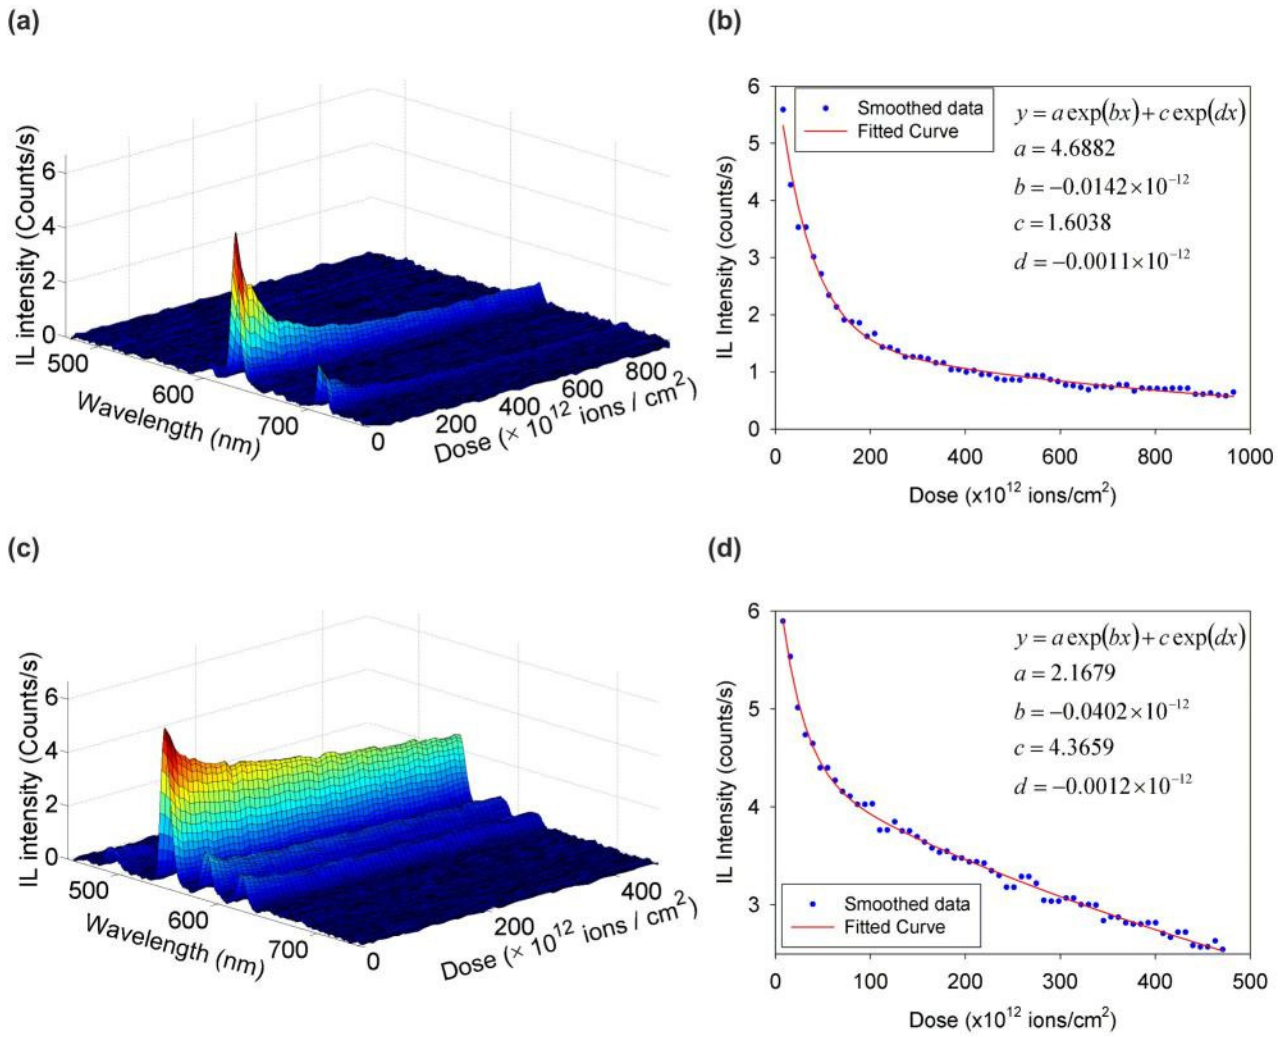 (a)
6
4
2
0
IL intensity (Counts/s)
500
600
700
Wavelength (nm)
0
200
400
600
800
Dose (× 10¹² ions / cm²)
(b)
6
5
4
3
2
1
0
IL Intensity (counts/s)
Smoothed data
Fitted Curve
y = a exp(bx) + c exp(dx)
a = 4.6882
b = −0.0142×10⁻¹²
c = 1.6038
d = −0.0011×10⁻¹²
0 200 400 600 800 1000
Dose (x10¹² ions/cm²)
(c)
6
4
2
0
IL intensity (Counts/s)
500
600
700
Wavelength (nm)
0
200
400
Dose (× 10¹² ions / cm²)
(d)
6
5
4
3
IL Intensity (counts/s)
y = a exp(bx) + c exp(dx)
a = 2.1679
b = −0.0402×10⁻¹²
c = 4.3659
d = −0.0012×10⁻¹²
Smoothed data
Fitted Curve
0 100 200 300 400 500
Dose (x10¹² ions/cm²)